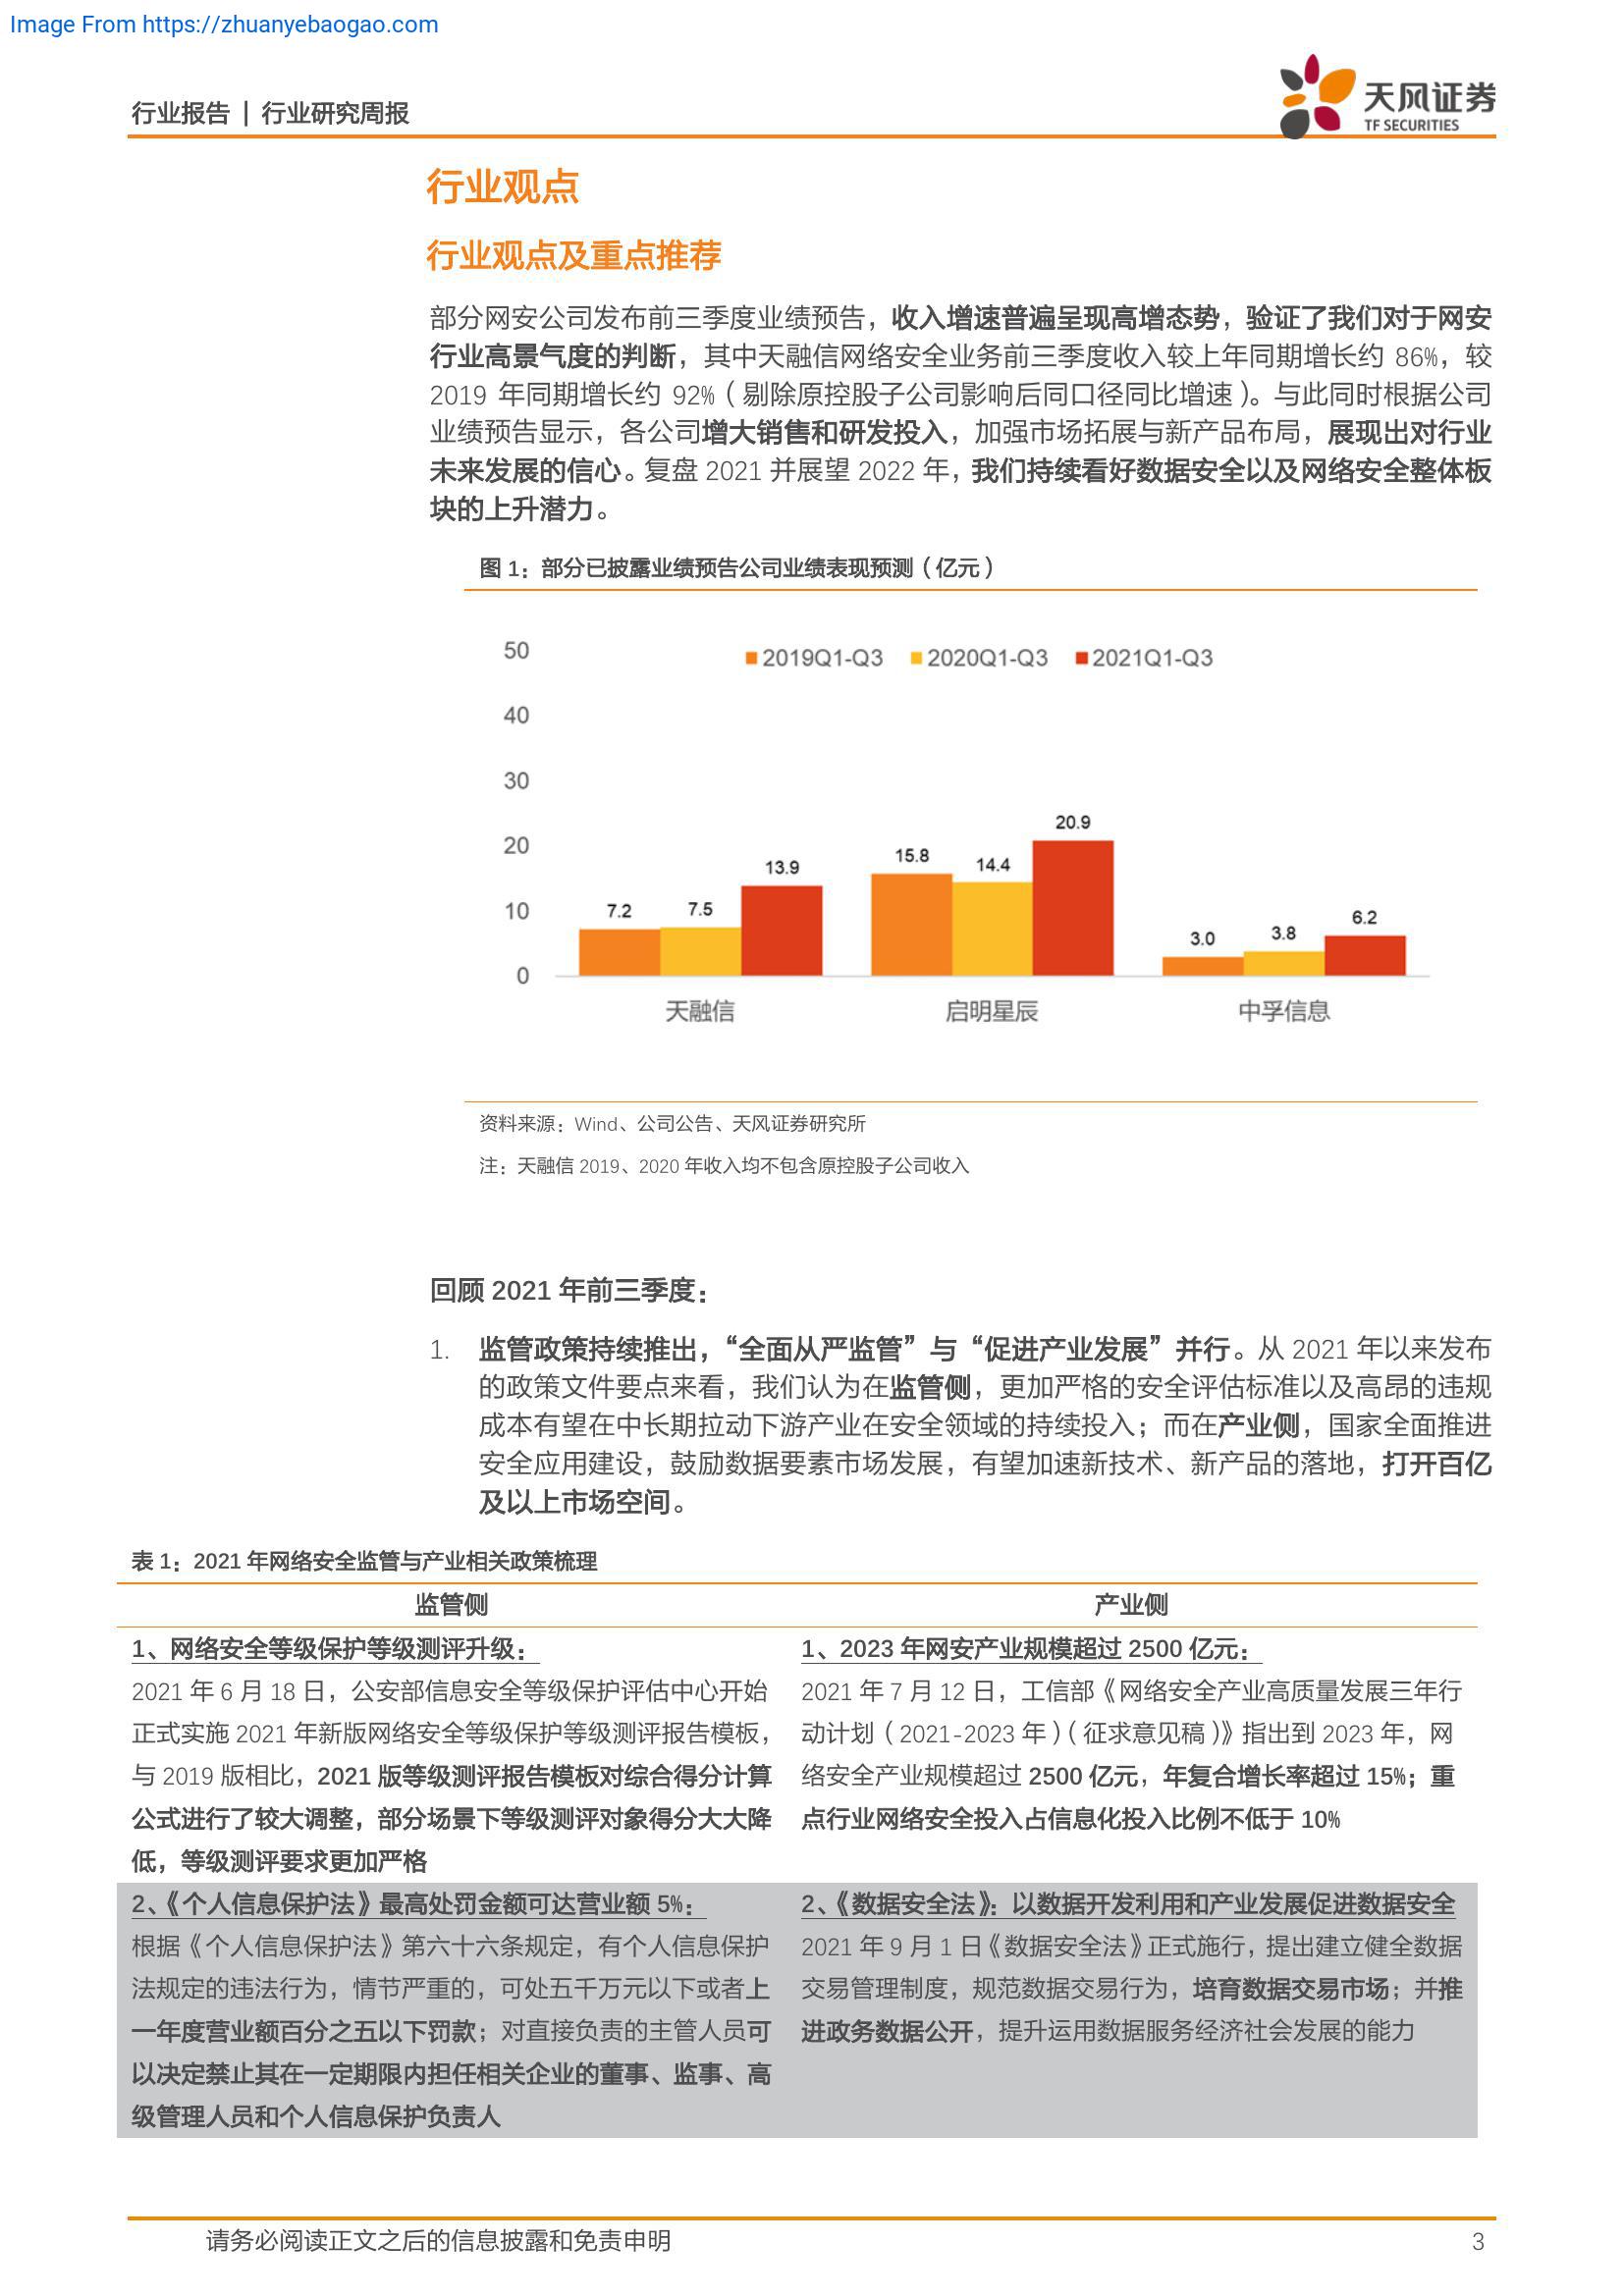 Image From https://zhuanyebaogao.com
行业报告 | 行业研究周报
天风证券
TF SECURITIES
行业观点
行业观点及重点推荐
部分网安公司发布前三季度业绩预告，收入增速普遍呈现高增态势，验证了我们对于网安
行业高景气度的判断，其中天融信网络安全业务前三季度收入较上年同期增长约 86%，较
2019 年同期增长约 92%（剔除原控股子公司影响后同口径同比增速）。与此同时根据公司
业绩预告显示，各公司增大销售和研发投入，加强市场拓展与新产品布局，展现出对行业
未来发展的信心。复盘 2021 并展望 2022 年，我们持续看好数据安全以及网络安全整体板
块的上升潜力。
图 1：部分已披露业绩预告公司业绩表现预测（亿元）
50
2019Q1-Q3 2020Q1-Q3 2021Q1-Q3
40
30
20
10
0
7.2 7.5 13.9
15.8 14.4 20.9
3.0 3.8 6.2
天融信 启明星辰 中孚信息
资料来源：Wind、公司公告、天风证券研究所
注：天融信 2019、2020 年收入均不包含原控股子公司收入
回顾 2021 年前三季度：
1. 监管政策持续推出，“全面从严监管”与“促进产业发展”并行。从 2021 年以来发布
的政策文件要点来看，我们认为在监管侧，更加严格的安全评估标准以及高昂的违规
成本有望在中长期拉动下游产业在安全领域的持续投入；而在产业侧，国家全面推进
安全应用建设，鼓励数据要素市场发展，有望加速新技术、新产品的落地，打开百亿
及以上市场空间。
表 1：2021 年网络安全监管与产业相关政策梳理
监管侧 产业侧
1、网络安全等级保护等级测评升级：
2021 年 6 月 18 日，公安部信息安全等级保护评估中心开始
正式实施 2021 年新版网络安全等级保护等级测评报告模板，
与 2019 版相比，2021 版等级测评报告模板对综合得分计算
公式进行了较大调整，部分场景下等级测评对象得分大大降
低，等级测评要求更加严格
1、2023 年网安产业规模超过 2500 亿元：
2021 年 7 月 12 日，工信部《网络安全产业高质量发展三年行
动计划（2021-2023 年）（征求意见稿）》指出到 2023 年，网
络安全产业规模超过 2500 亿元，年复合增长率超过 15%；重
点行业网络安全投入占信息化投入比例不低于 10%
2、《个人信息保护法》最高处罚金额可达营业额 5%：
根据《个人信息保护法》第六十六条规定，有个人信息保护
法规定的违法行为，情节严重的，可处五千万元以下或者上
一年度营业额百分之五以下罚款；对直接负责的主管人员可
以决定禁止其在一定期限内担任相关企业的董事、监事、高
级管理人员和个人信息保护负责人
2、《数据安全法》：以数据开发利用和产业发展促进数据安全
2021 年 9 月 1 日《数据安全法》正式施行，提出建立健全数据
交易管理制度，规范数据交易行为，培育数据交易市场；并推
进政务数据公开，提升运用数据服务经济社会发展的能力
请务必阅读正文之后的信息披露和免责申明 3